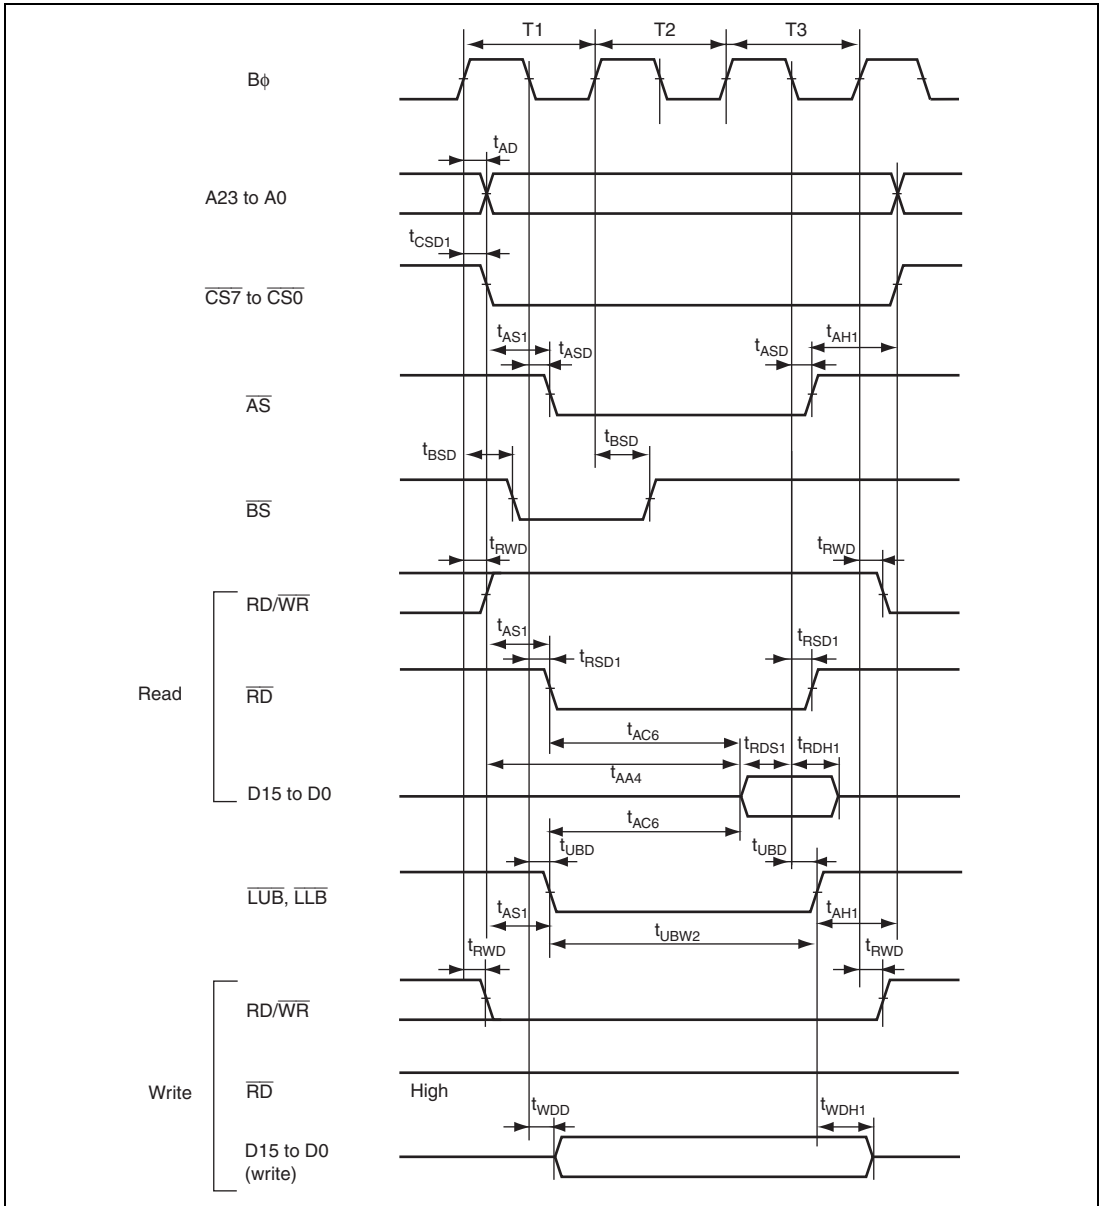 T1 T2 T3
Bϕ
tAD
A23 to A0
tCSD1
CS7 to CS0
tAS1 tASD tASD tAH1
AS
tBSD tBSD
BS
tRWD tRWD
RD/WR
tAS1 tRSD1 tRSD1
Read
RD
tAC6 tRDS1 tRDH1
tAA4
D15 to D0
tAC6
tUBD tUBD
LUB, LLB
tAS1 tUBW2 tAH1
tRWD tRWD
RD/WR
Write
RD High
tWDD tWDH1
D15 to D0
(write)